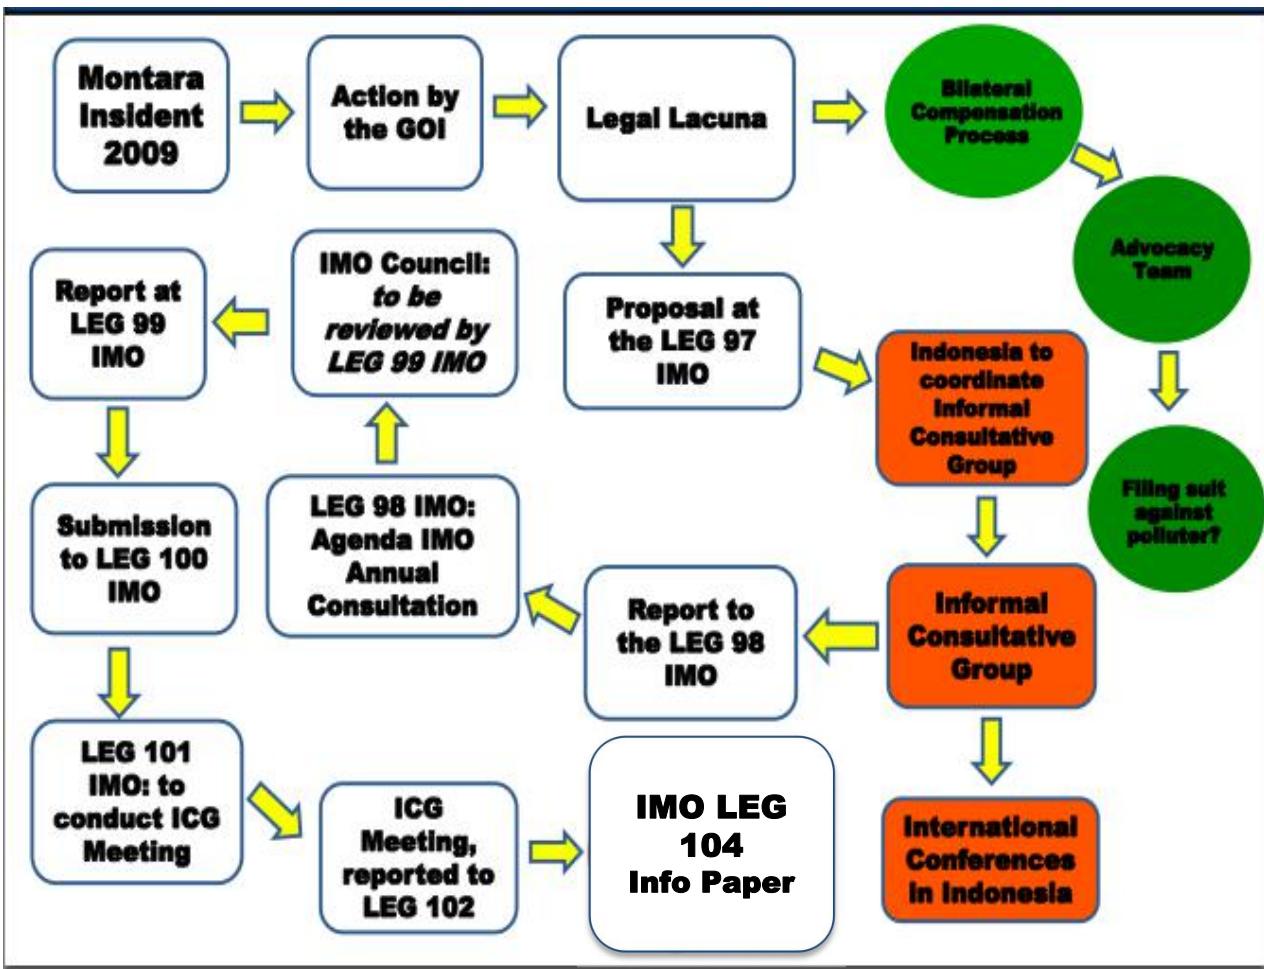 Montara
Insident
2009
Action by
the GOI
Legal Lacuna
Bilateral
Compensation
Process
Advocacy
Team
Filing suit
against
polluter?
Proposal at
the LEG 97
IMO
Indonesia to
coordinate
Informal
Consultative
Group
Informal
Consultative
Group
International
Conferences
in Indonesia
Report to
the LEG 98
IMO
LEG 98 IMO:
Agenda IMO
Annual
Consultation
IMO Council:
to be
reviewed by
LEG 99 IMO
Report at
LEG 99
IMO
Submission
to LEG 100
IMO
LEG 101
IMO: to
conduct ICG
Meeting
ICG
Meeting,
reported to
LEG 102
IMO LEG
104
Info Paper